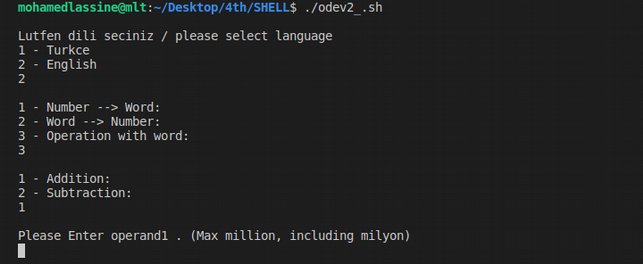 mohamedlassine@mlt:~/Desktop/4th/SHELL$ ./odev2_.sh
Lutfen dili seciniz / please select language
1 - Turkce
2 - English
2
1 - Number --> Word:
2 - Word --> Number:
3 - Operation with word:
3
1 - Addition:
2 - Subtraction:
1
Please Enter operand1 . (Max million, including milyon)